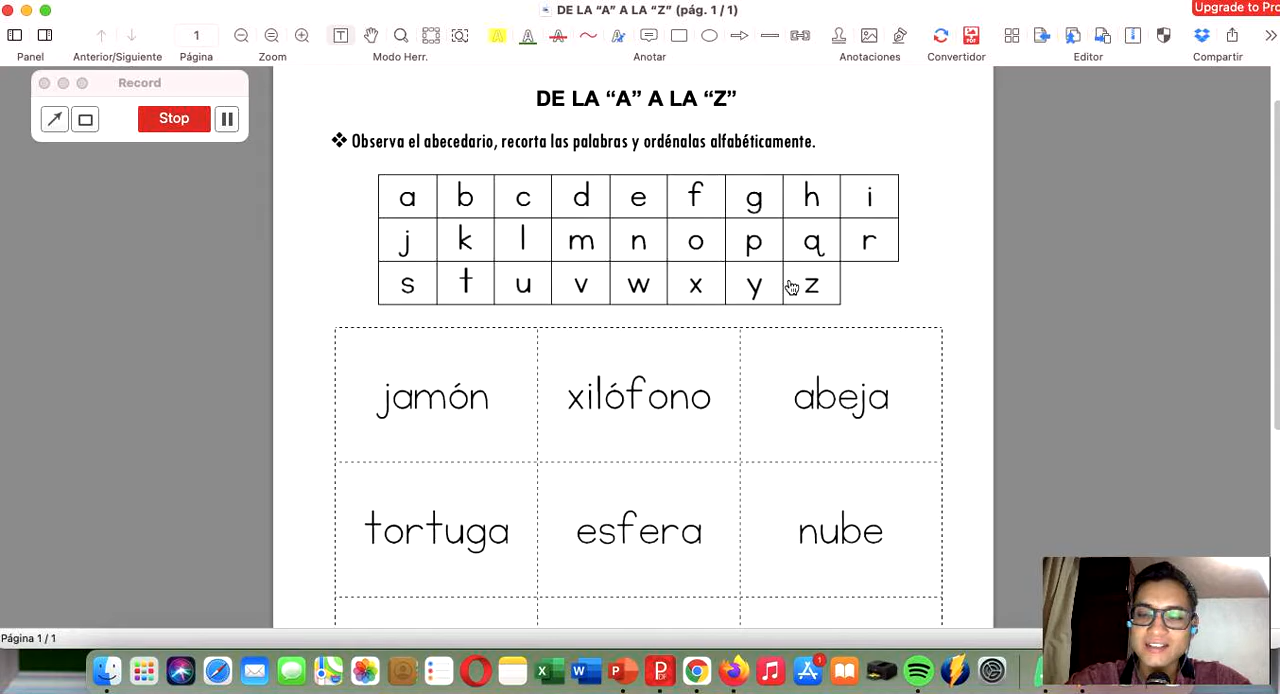 DE LA “A” A LA “Z” (pág. 1 / 1)
Upgrade to Pro
1
Panel Anterior/Siguiente Página Zoom Modo Herr. Anotar Anotaciones Convertidor Editor Compartir
Record
Stop
DE LA “A” A LA “Z”
❖ Observa el abecedario, recorta las palabras y ordénalas alfabéticamente.
a b c d e f g h i
j k l m n o p q r
s t u v w x y z
jamón xilófono abeja
tortuga esfera nube
Página 1 / 1